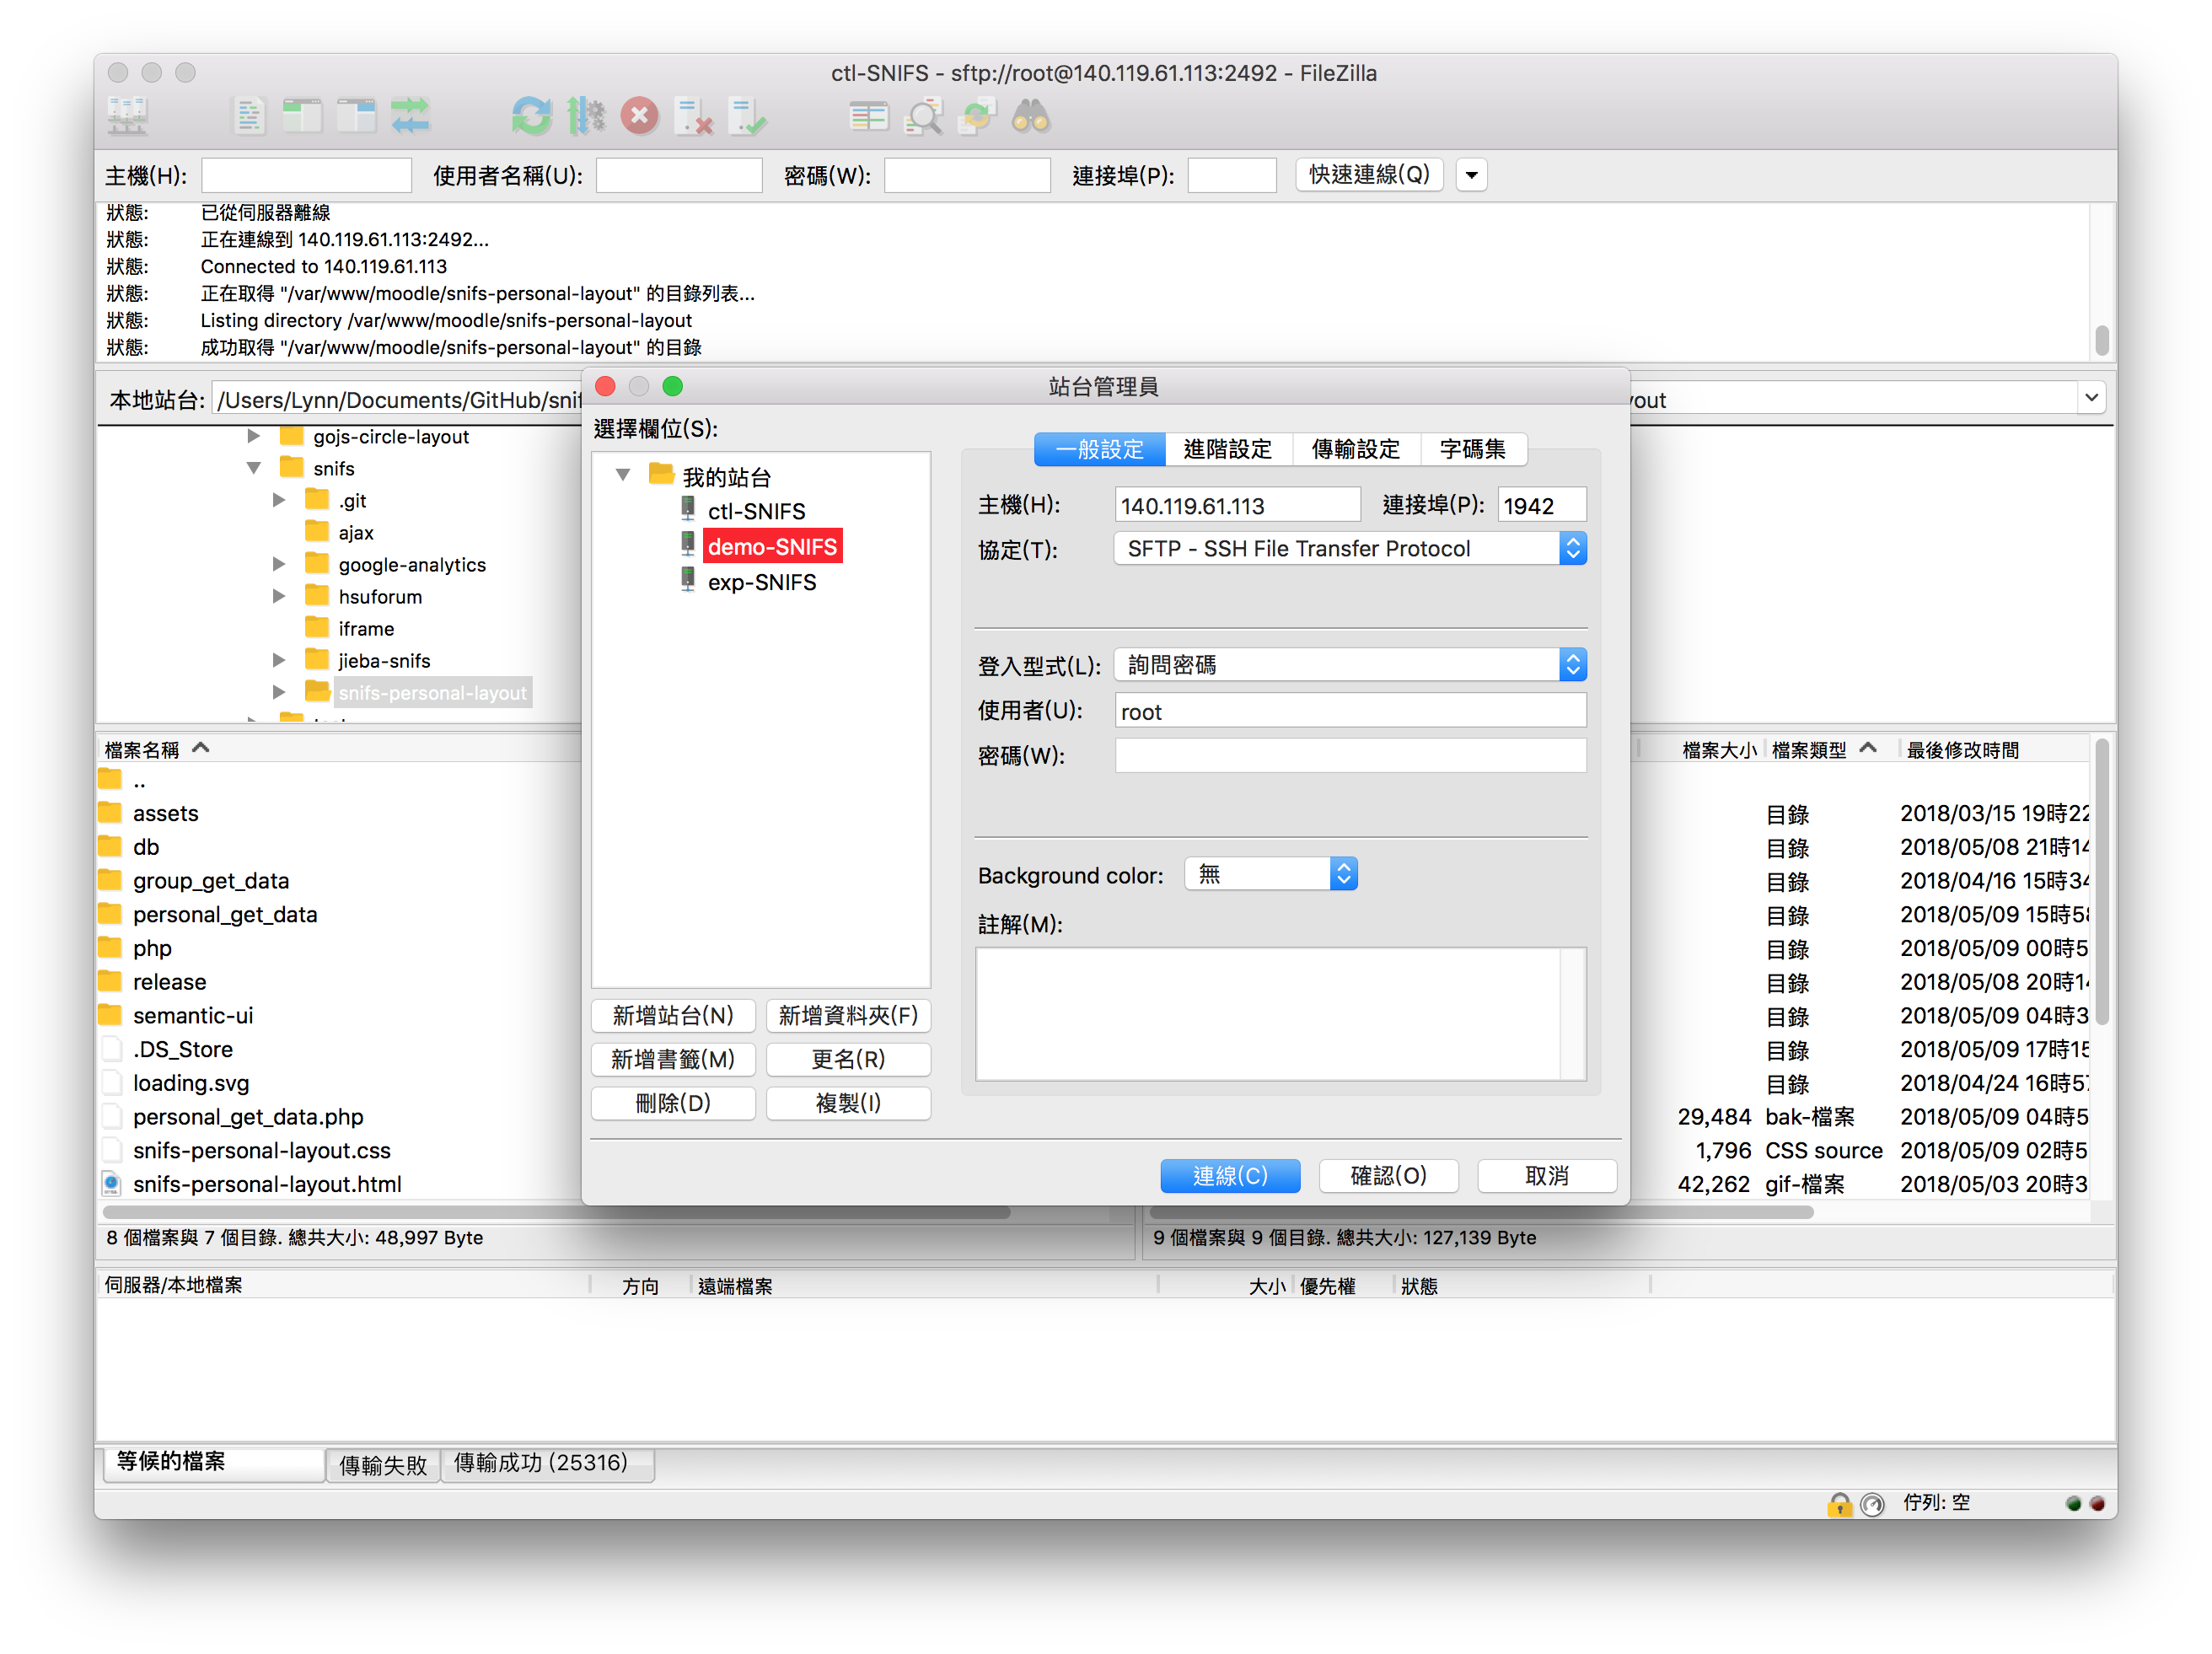 ctl-SNIFS - sftp://root@140.119.61.113:2492 - FileZilla
主機(H): 使用者名稱(U): 密碼(W): 連接埠(P): 快速連線(Q)
狀態: 已從伺服器離線
狀態: 正在連線到 140.119.61.113:2492...
狀態: Connected to 140.119.61.113
狀態: 正在取得 "/var/www/moodle/snifs-personal-layout" 的目錄列表...
狀態: Listing directory /var/www/moodle/snifs-personal-layout
狀態: 成功取得 "/var/www/moodle/snifs-personal-layout" 的目錄
本地站台: /Users/Lynn/Documents/GitHub/snif
gojs-circle-layout
snifs
.git
ajax
google-analytics
hsuforum
iframe
jieba-snifs
snifs-personal-layout
檔案名稱
..
assets
db
group_get_data
personal_get_data
php
release
semantic-ui
.DS_Store
loading.svg
personal_get_data.php
snifs-personal-layout.css
snifs-personal-layout.html
8 個檔案與 7 個目錄. 總共大小: 48,997 Byte
站台管理員
選擇欄位(S):
我的站台
ctl-SNIFS
demo-SNIFS
exp-SNIFS
新增站台(N) 新增資料夾(F)
新增書籤(M) 更名(R)
刪除(D) 複製(I)
一般設定 進階設定 傳輸設定 字碼集
主機(H): 140.119.61.113 連接埠(P): 1942
協定(T): SFTP - SSH File Transfer Protocol
登入型式(L): 詢問密碼
使用者(U): root
密碼(W):
Background color: 無
註解(M):
連線(C) 確認(O) 取消
yout
檔案大小 檔案類型 最後修改時間
目錄 2018/03/15 19時22
目錄 2018/05/08 21時14
目錄 2018/04/16 15時34
目錄 2018/05/09 15時58
目錄 2018/05/09 00時5
目錄 2018/05/08 20時14
目錄 2018/05/09 04時3
目錄 2018/05/09 17時15
目錄 2018/04/24 16時57
29,484 bak-檔案 2018/05/09 04時5
1,796 CSS source 2018/05/09 02時5
42,262 gif-檔案 2018/05/03 20時3
9 個檔案與 9 個目錄. 總共大小: 127,139 Byte
伺服器/本地檔案 方向 遠端檔案 大小 優先權 狀態
等候的檔案 傳輸失敗 傳輸成功 (25316)
佇列: 空